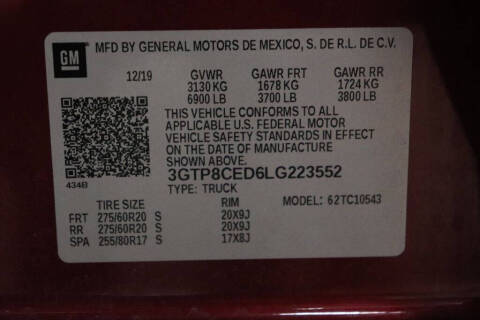 GM
MFD BY GENERAL MOTORS DE MEXICO, S. DE R.L. DE C.V.
12/19 GVWR GAWR FRT GAWR RR
3130 KG 1678 KG 1724 KG
6900 LB 3700 LB 3800 LB
THIS VEHICLE CONFORMS TO ALL
APPLICABLE U.S. FEDERAL MOTOR
VEHICLE SAFETY STANDARDS IN EFFECT
ON THE DATE OF MANUFACTURE
SHOWN ABOVE.
3GTP8CED6LG223552
434B TYPE: TRUCK
MODEL: 62TC10543
TIRE SIZE RIM
FRT 275/60R20 S 20X9J
RR 275/60R20 S 20X9J
SPA 255/80R17 S 17X8J